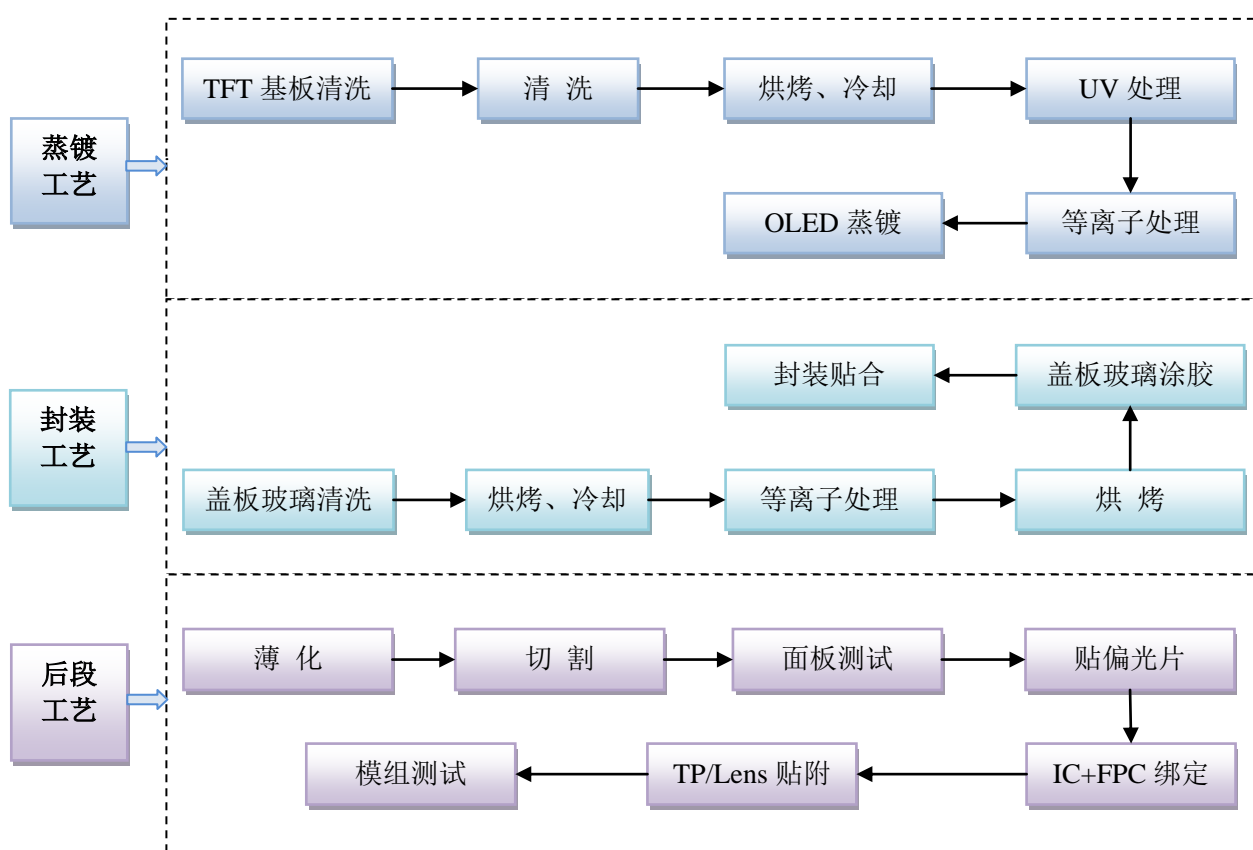 蒸镀
工艺
TFT 基板清洗
清 洗
烘烤、冷却
UV 处理
等离子处理
OLED 蒸镀
封装
工艺
盖板玻璃清洗
烘烤、冷却
等离子处理
烘 烤
盖板玻璃涂胶
封装贴合
后段
工艺
薄 化
切 割
面板测试
贴偏光片
IC+FPC 绑定
TP/Lens 贴附
模组测试